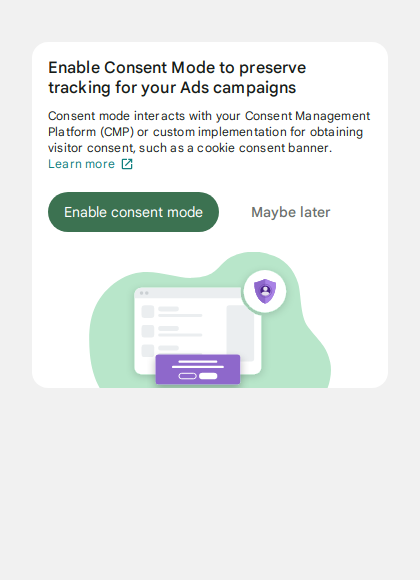 Enable Consent Mode to preserve
tracking for your Ads campaigns
Consent mode interacts with your Consent Management
Platform (CMP) or custom implementation for obtaining
visitor consent, such as a cookie consent banner.
Learn more
Enable consent mode
Maybe later